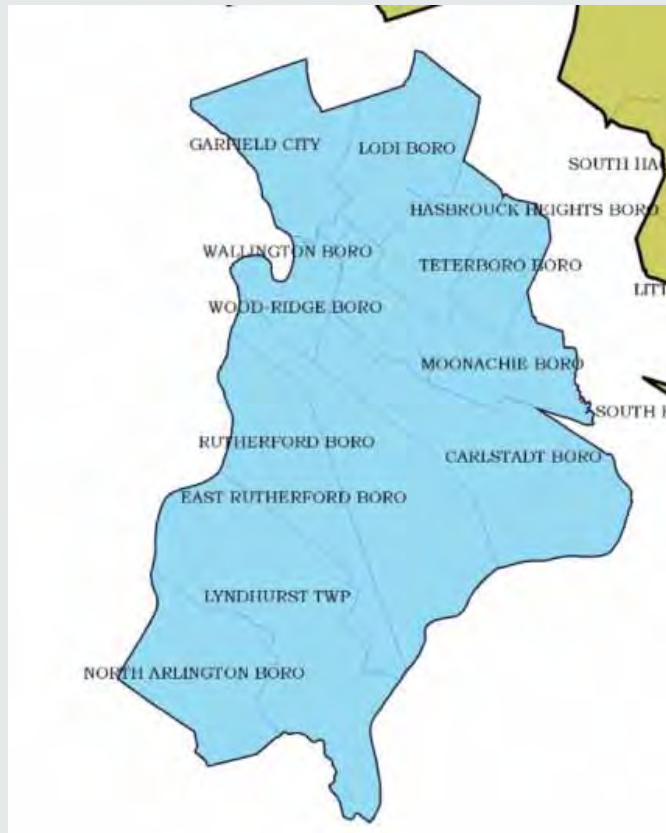 GARFIELD CITY
LODI BORO
SOUTH
HASBROUCK HEIGHTS BORO
WALLINGTON BORO
TETERBORO BORO
WOOD-RIDGE BORO
MOONACHIE BORO
SOUTH
RUTHERFORD BORO
CARLSTADT BORO
EAST RUTHERFORD BORO
LYNDHURST TWP
NORTH ARLINGTON BORO